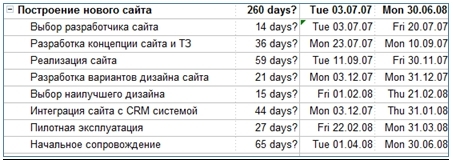 Построение нового сайта 260 days? Tue 03.07.07 Mon 30.06.08
Выбор разработчика сайта 14 days? Tue 03.07.07 Fri 20.07.07
Разработка концепции сайта и ТЗ 36 days? Mon 23.07.07 Mon 10.09.07
Реализация сайта 59 days? Tue 11.09.07 Fri 30.11.07
Разработка вариантов дизайна сайта 21 days? Mon 03.12.07 Mon 31.12.07
Выбор наилучшего дизайна 15 days? Fri 01.02.08 Thu 21.02.08
Интеграция сайта с CRM системой 44 days? Mon 03.12.07 Thu 31.01.08
Пилотная эксплуатация 27 days? Fri 22.02.08 Mon 31.03.08
Начальное сопровождение 65 days? Tue 01.04.08 Mon 30.06.08